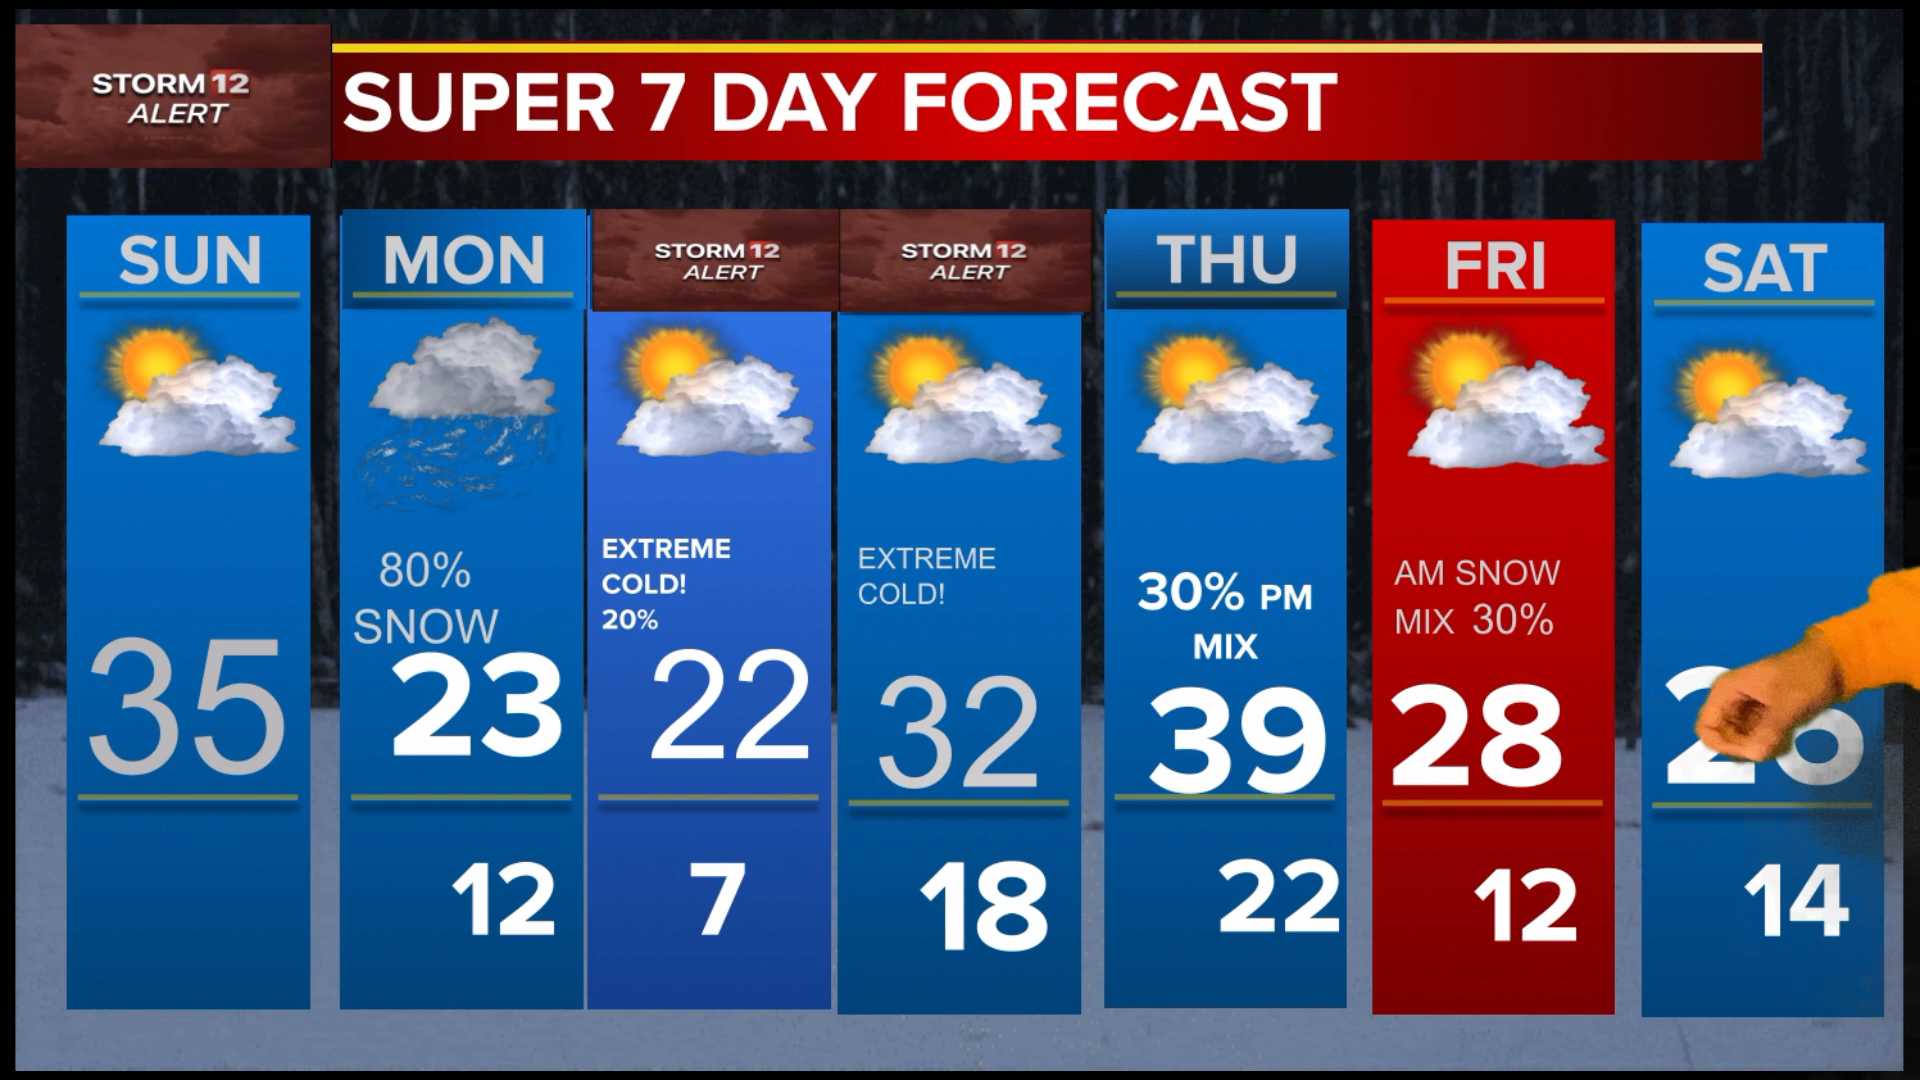 STORM 12
ALERT
SUPER 7 DAY FORECAST
SUN
35
MON
80%
SNOW
23
12
STORM 12
ALERT
EXTREME
COLD!
20%
22
7
STORM 12
ALERT
EXTREME
COLD!
32
18
THU
30% PM
MIX
39
22
FRI
AM SNOW
MIX 30%
28
12
SAT
14